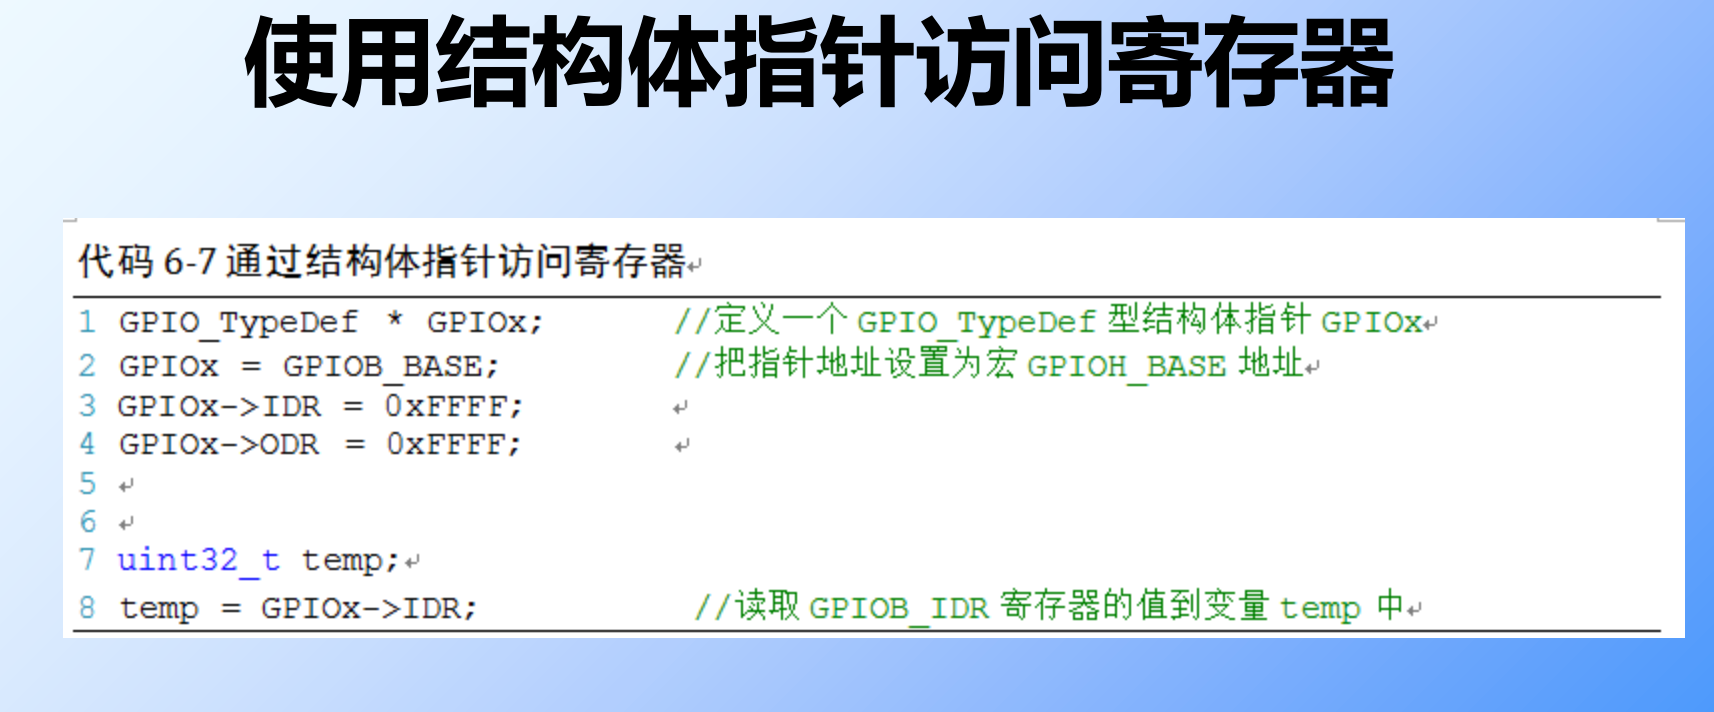 使用结构体指针访问寄存器
代码 6-7 通过结构体指针访问寄存器↵
1 GPIO_TypeDef * GPIOx; //定义一个 GPIO_TypeDef 型结构体指针 GPIOx↵
2 GPIOx = GPIOB_BASE; //把指针地址设置为宏 GPIOH_BASE 地址↵
3 GPIOx->IDR = 0xFFFF; ↵
4 GPIOx->ODR = 0xFFFF; ↵
5 ↵
6 ↵
7 uint32_t temp;↵
8 temp = GPIOx->IDR; //读取 GPIOB_IDR 寄存器的值到变量 temp 中↵